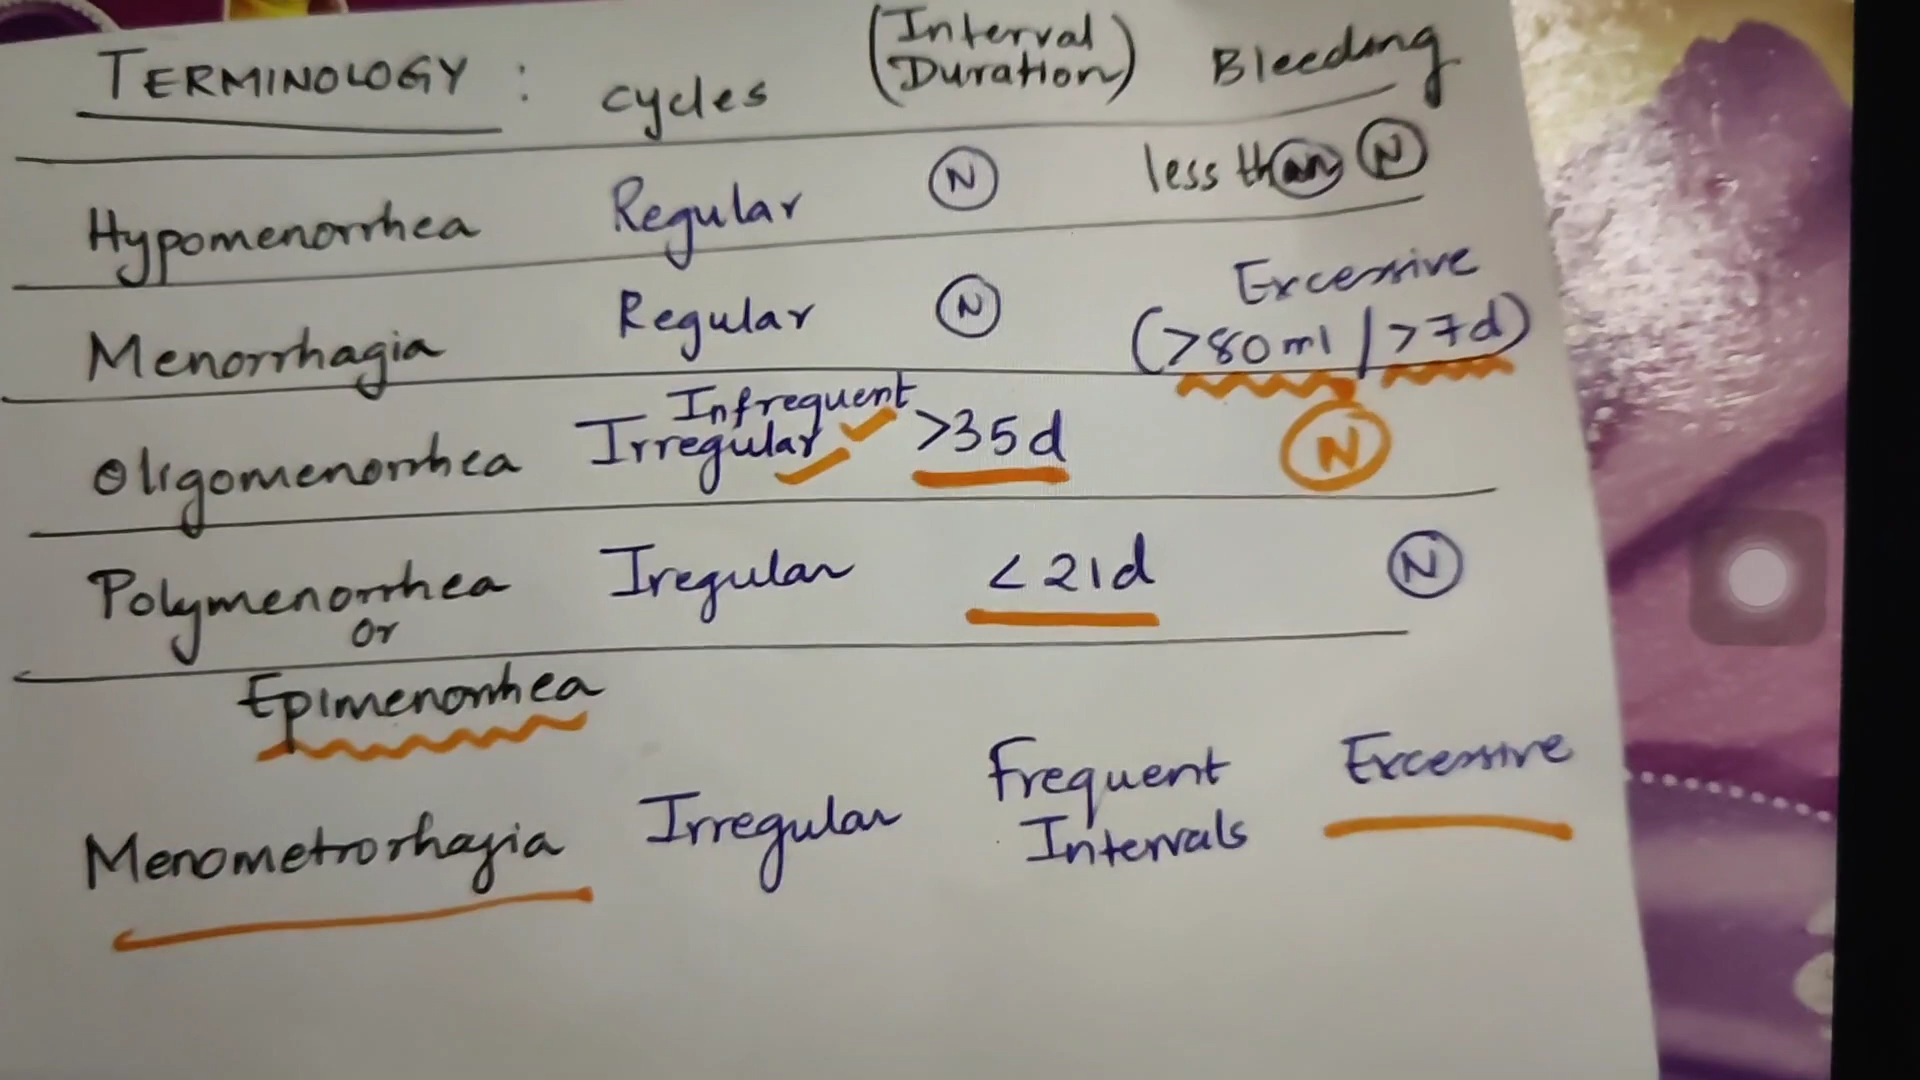 TERMINOLOGY : cycles (Interval Duration) Bleeding
Hypomenorrhea Regular N less than N
Menorrhagia Regular N Excessive
(>80ml / >7d)
Infrequent
Oligomenorrhea Irregular >35d N
Polymenorrhea Iregular <21d N
or
Epimenorrhea
Menometrorhagia Irregular Frequent Intervals Excessive